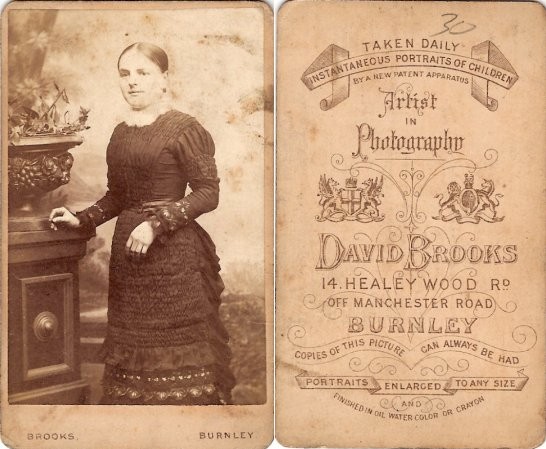 BROOKS. BURNLEY
30
TAKEN DAILY
INSTANTANEOUS PORTRAITS OF CHILDREN
BY A NEW PATENT APPARATUS
Artist
IN
Photography
DAVID BROOKS
14. HEALEY WOOD RD
OFF MANCHESTER ROAD
BURNLEY
COPIES OF THIS PICTURE CAN ALWAYS BE HAD
PORTRAITS ENLARGED TO ANY SIZE
AND
FINISHED IN OIL WATER COLOR OR CRAYON